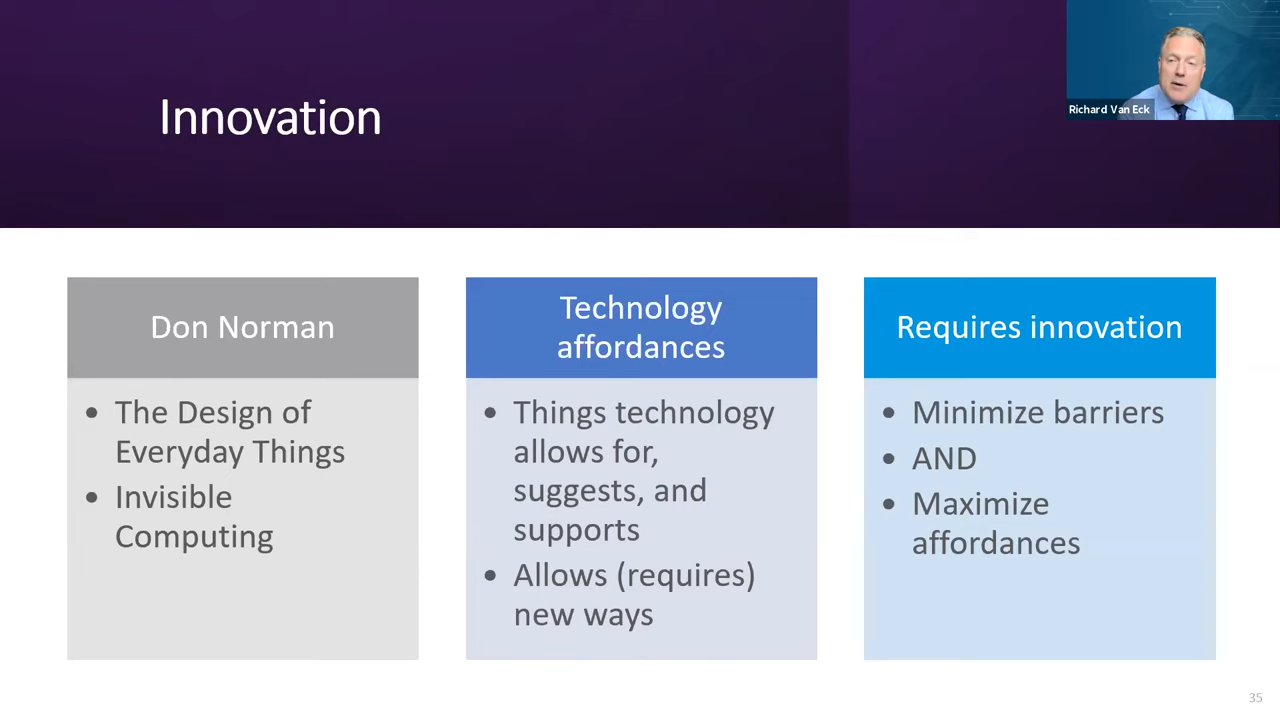 Innovation
Richard Van Eck
Don Norman
• The Design of
Everyday Things
• Invisible
Computing
Technology
affordances
• Things technology
allows for,
suggests, and
supports
• Allows (requires)
new ways
Requires innovation
• Minimize barriers
• AND
• Maximize
affordances
35